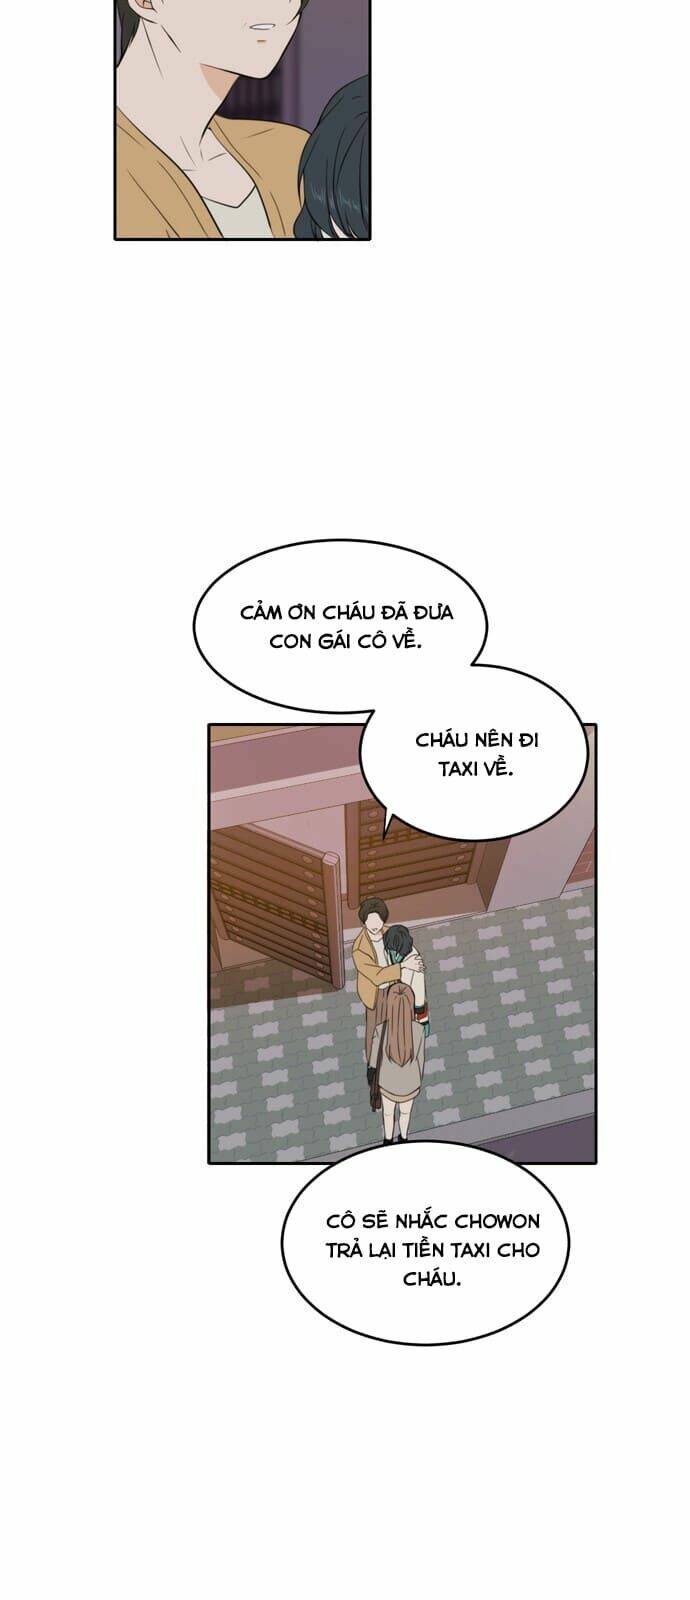 CẢM ƠN CHÁU ĐÃ ĐƯA
CON GÁI CÔ VỀ.
CHÁU NÊN ĐI
TAXI VỀ.
CÔ SẼ NHẮC CHOWON
TRẢ LẠI TIỀN TAXI CHO
CHÁU.